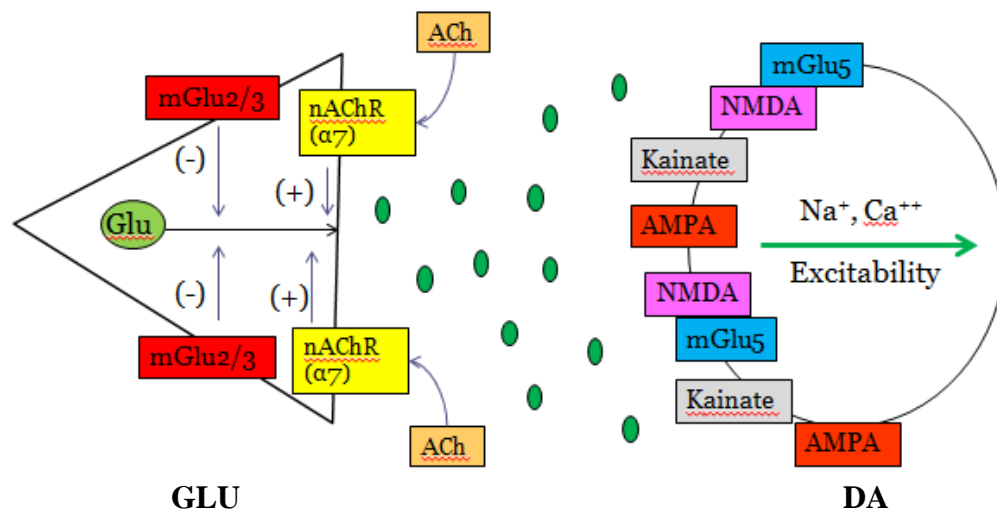 ACh
mGlu2/3
nAChR
(α7)
(-)
(+)
Glu
(-)
(+)
mGlu2/3
nAChR
(α7)
ACh
GLU
mGlu5
NMDA
Kainate
AMPA
Na⁺, Ca⁺⁺
Excitability
NMDA
mGlu5
Kainate
AMPA
DA